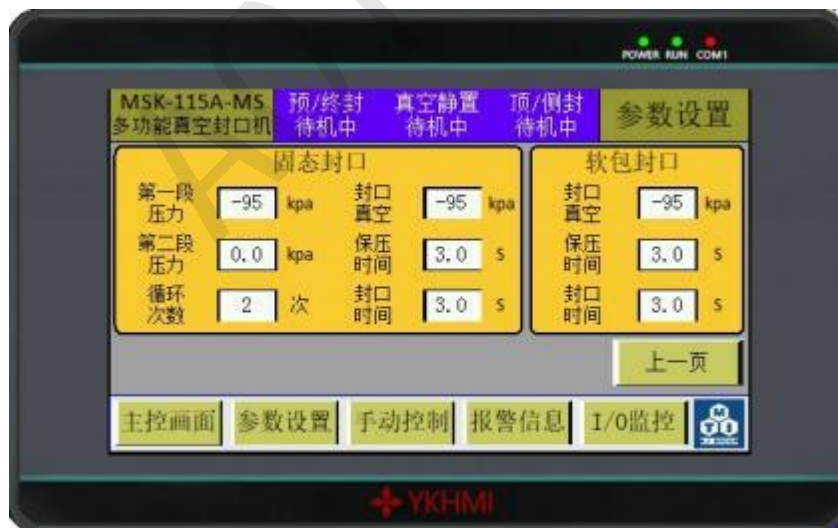 POWER RUN COM1
MSK-115A-MS 预/终封 真空静置 顶/侧封 参数设置
多功能真空封口机 待机中 待机中 待机中
固态封口 软包封口
第一段压力 -95 kpa 封口真空 -95 kpa 封口真空 -95 kpa
第二段压力 0.0 kpa 保压时间 3.0 S 保压时间 3.0 S
循环次数 2 次 封口时间 3.0 S 封口时间 3.0 S
上一页
主控画面 参数设置 手动控制 报警信息 I/O监控 MTI
YKHMI